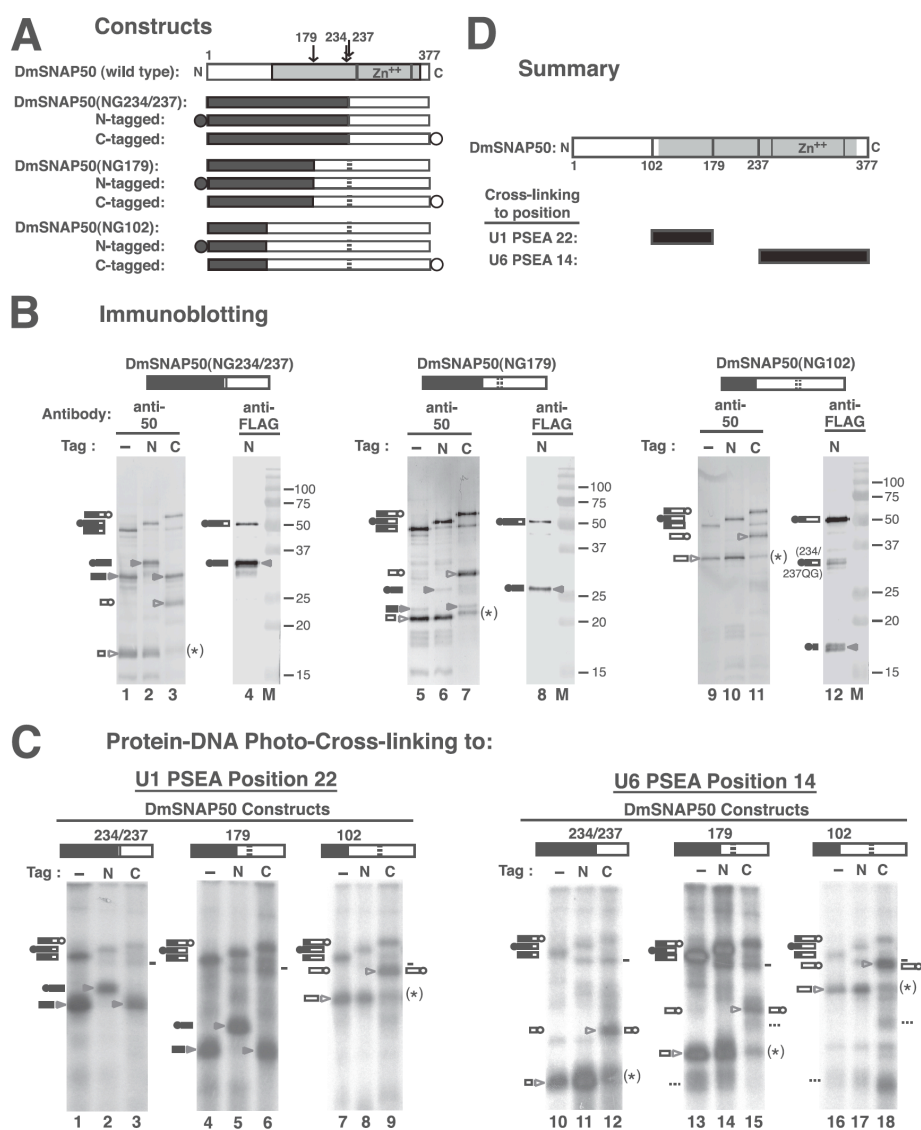 A Constructs
179 234 237
1 377
DmSNAP50 (wild type): N Zn++ C
DmSNAP50(NG234/237):
N-tagged:
C-tagged:
DmSNAP50(NG179):
N-tagged:
C-tagged:
DmSNAP50(NG102):
N-tagged:
C-tagged:
D Summary
DmSNAP50: N Zn++ C
1 102 179 237 377
Cross-linking
to position
U1 PSEA 22:
U6 PSEA 14:
B Immunoblotting
DmSNAP50(NG234/237) DmSNAP50(NG179) DmSNAP50(NG102)
Antibody: anti-50 anti-FLAG anti-50 anti-FLAG anti-50 anti-FLAG
Tag : – N C N Tag : – N C N Tag : – N C N
–100 –100 –100
–75 –75 –75
–50 –50 –50
–37 –37 –37
(*) (234/
237QG)
–25 –25 –25
(*)
–20 –20 –20
(*)
–15 –15 –15
1 2 3 4 M 5 6 7 8 M 9 10 11 12 M
C Protein-DNA Photo-Cross-linking to:
U1 PSEA Position 22 U6 PSEA Position 14
DmSNAP50 Constructs DmSNAP50 Constructs
234/237 179 102 234/237 179 102
Tag : – N C – N C – N C Tag : – N C – N C – N C
(*) (*)
(*)
(*)
1 2 3 4 5 6 7 8 9 10 11 12 13 14 15 16 17 18